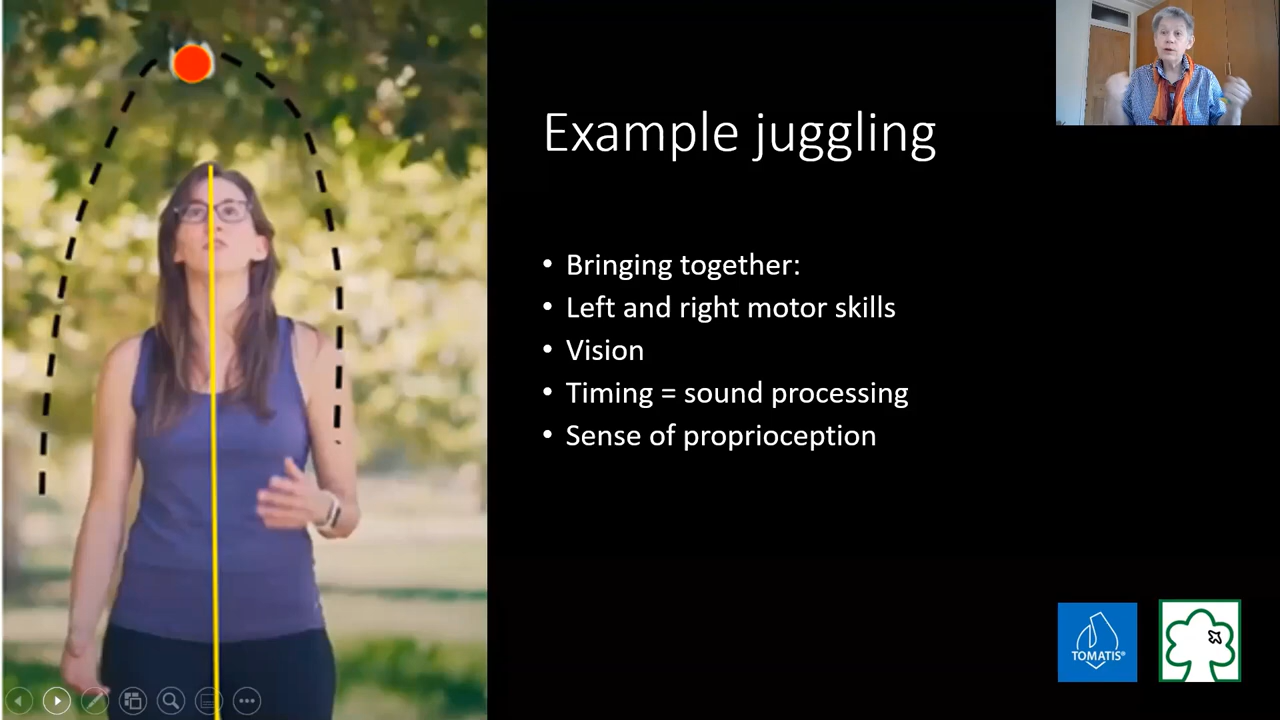 Example juggling
• Bringing together:
• Left and right motor skills
• Vision
• Timing = sound processing
• Sense of proprioception
TOMATIS®